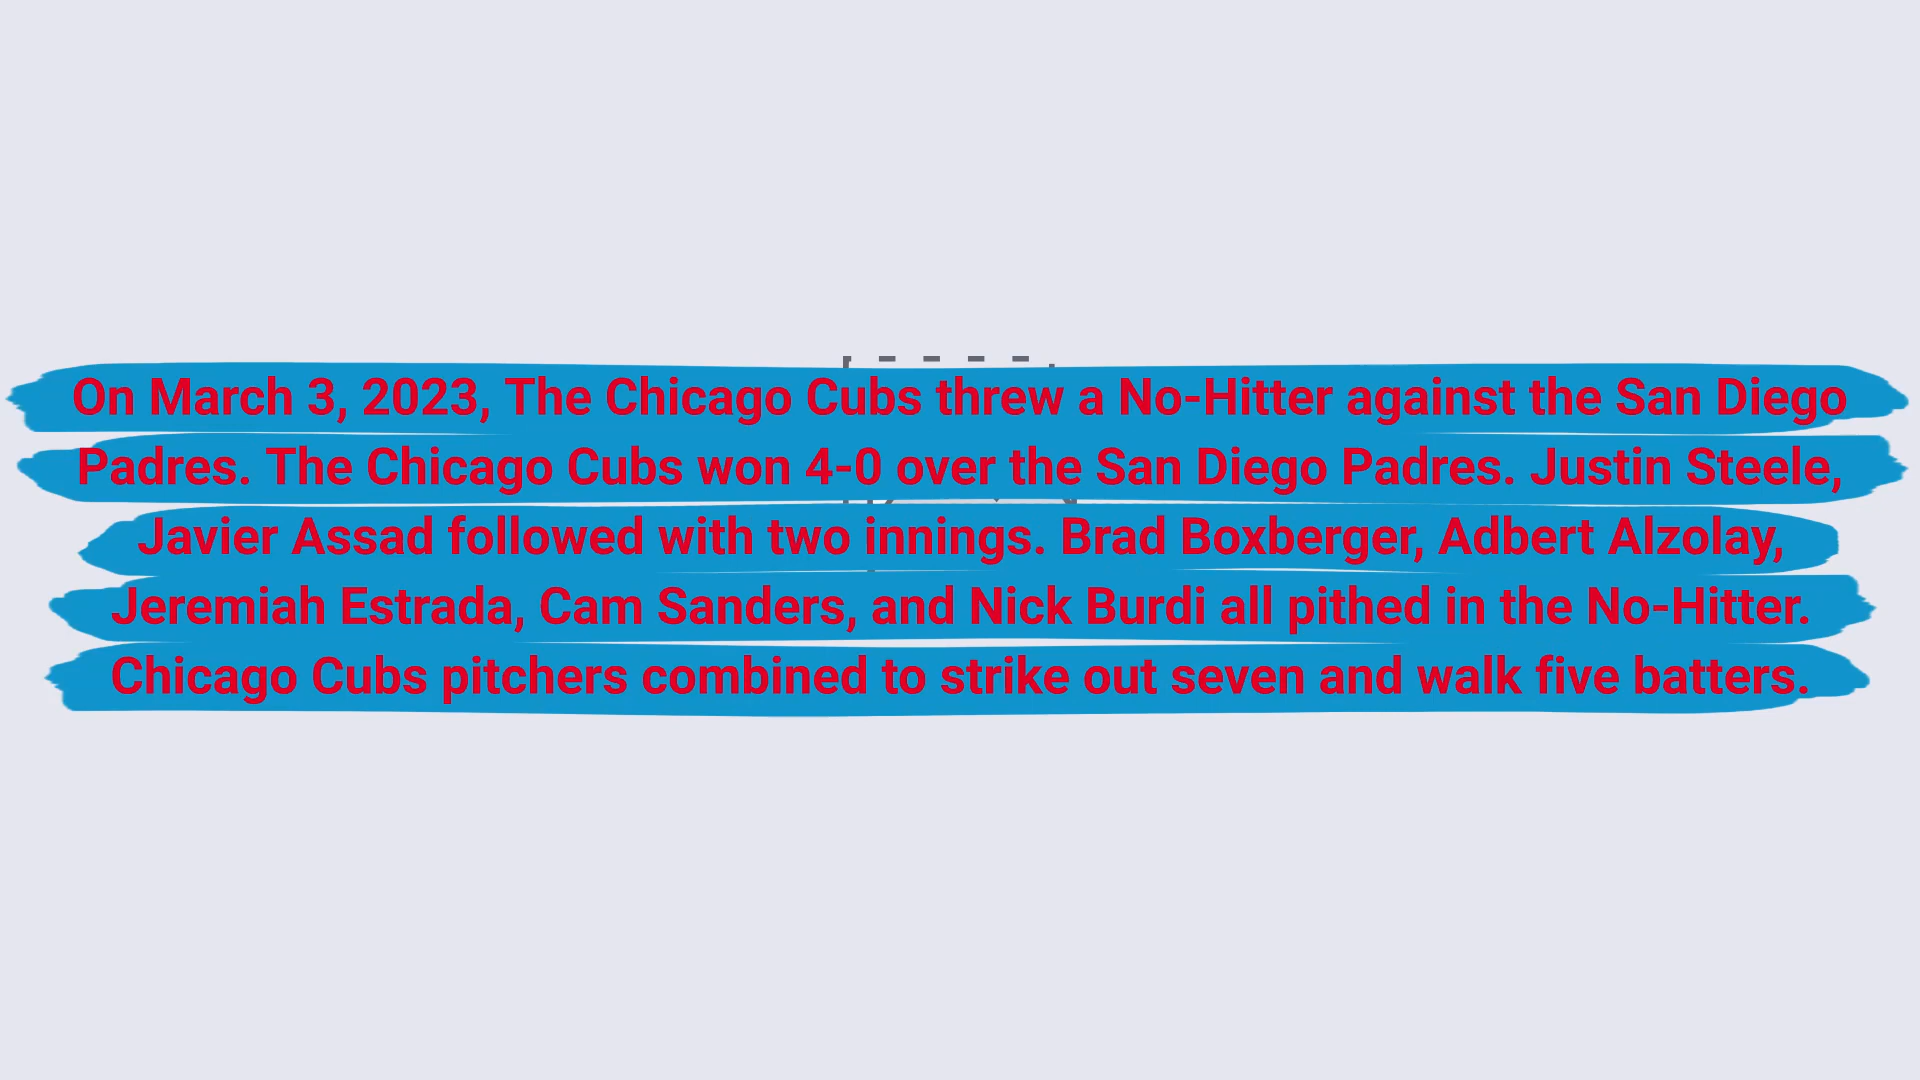 On March 3, 2023, The Chicago Cubs threw a No-Hitter against the San Diego
Padres. The Chicago Cubs won 4-0 over the San Diego Padres. Justin Steele,
Javier Assad followed with two innings. Brad Boxberger, Adbert Alzolay,
Jeremiah Estrada, Cam Sanders, and Nick Burdi all pithed in the No-Hitter.
Chicago Cubs pitchers combined to strike out seven and walk five batters.